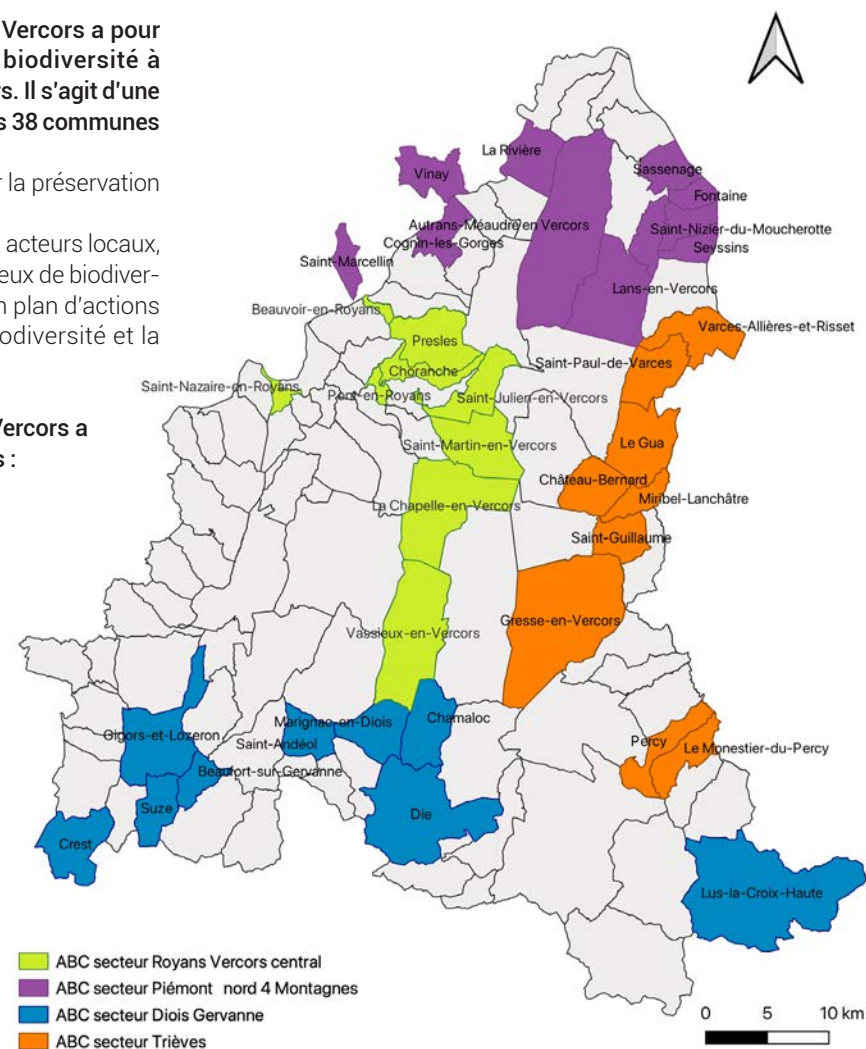 Vercors a pour
biodiversité à
rs. Il s'agit d'une
s 38 communes
r la préservation
acteurs locaux,
eux de biodiver-
n plan d'actions
odiversité et la
Vercors a
s :
La Rivière
Vinay
Sassenage
Fontaine
Autrans-Méaudre en Vercors
Saint-Nizier-du-Moucherotte
Cognin-les-Gorges
Seyssins
Saint-Marcellin
Lans-en-Vercors
Beauvoir-en-Royans
Varces-Allières-et-Risset
Presles
Saint-Paul-de-Varces
Choranche
Saint-Nazaire-en-Royans
Pont-en-Royans
Saint-Julien-en-Vercors
Saint-Martin-en-Vercors
Le Gua
Château-Bernard
Miribel-Lanchâtre
La Chapelle-en-Vercors
Saint-Guillaume
Gresse-en-Vercors
Vassieux-en-Vercors
Chamaloc
Marignac-en-Diois
Gigors-et-Lozeron
Saint-Andéol
Percy
Le Monestier-du-Percy
Beaufort-sur-Gervanne
Suze
Die
Crest
Lus-la-Croix-Haute
ABC secteur Royans Vercors central
ABC secteur Piémont nord 4 Montagnes
ABC secteur Diois Gervanne
ABC secteur Trièves
0 5 10 km